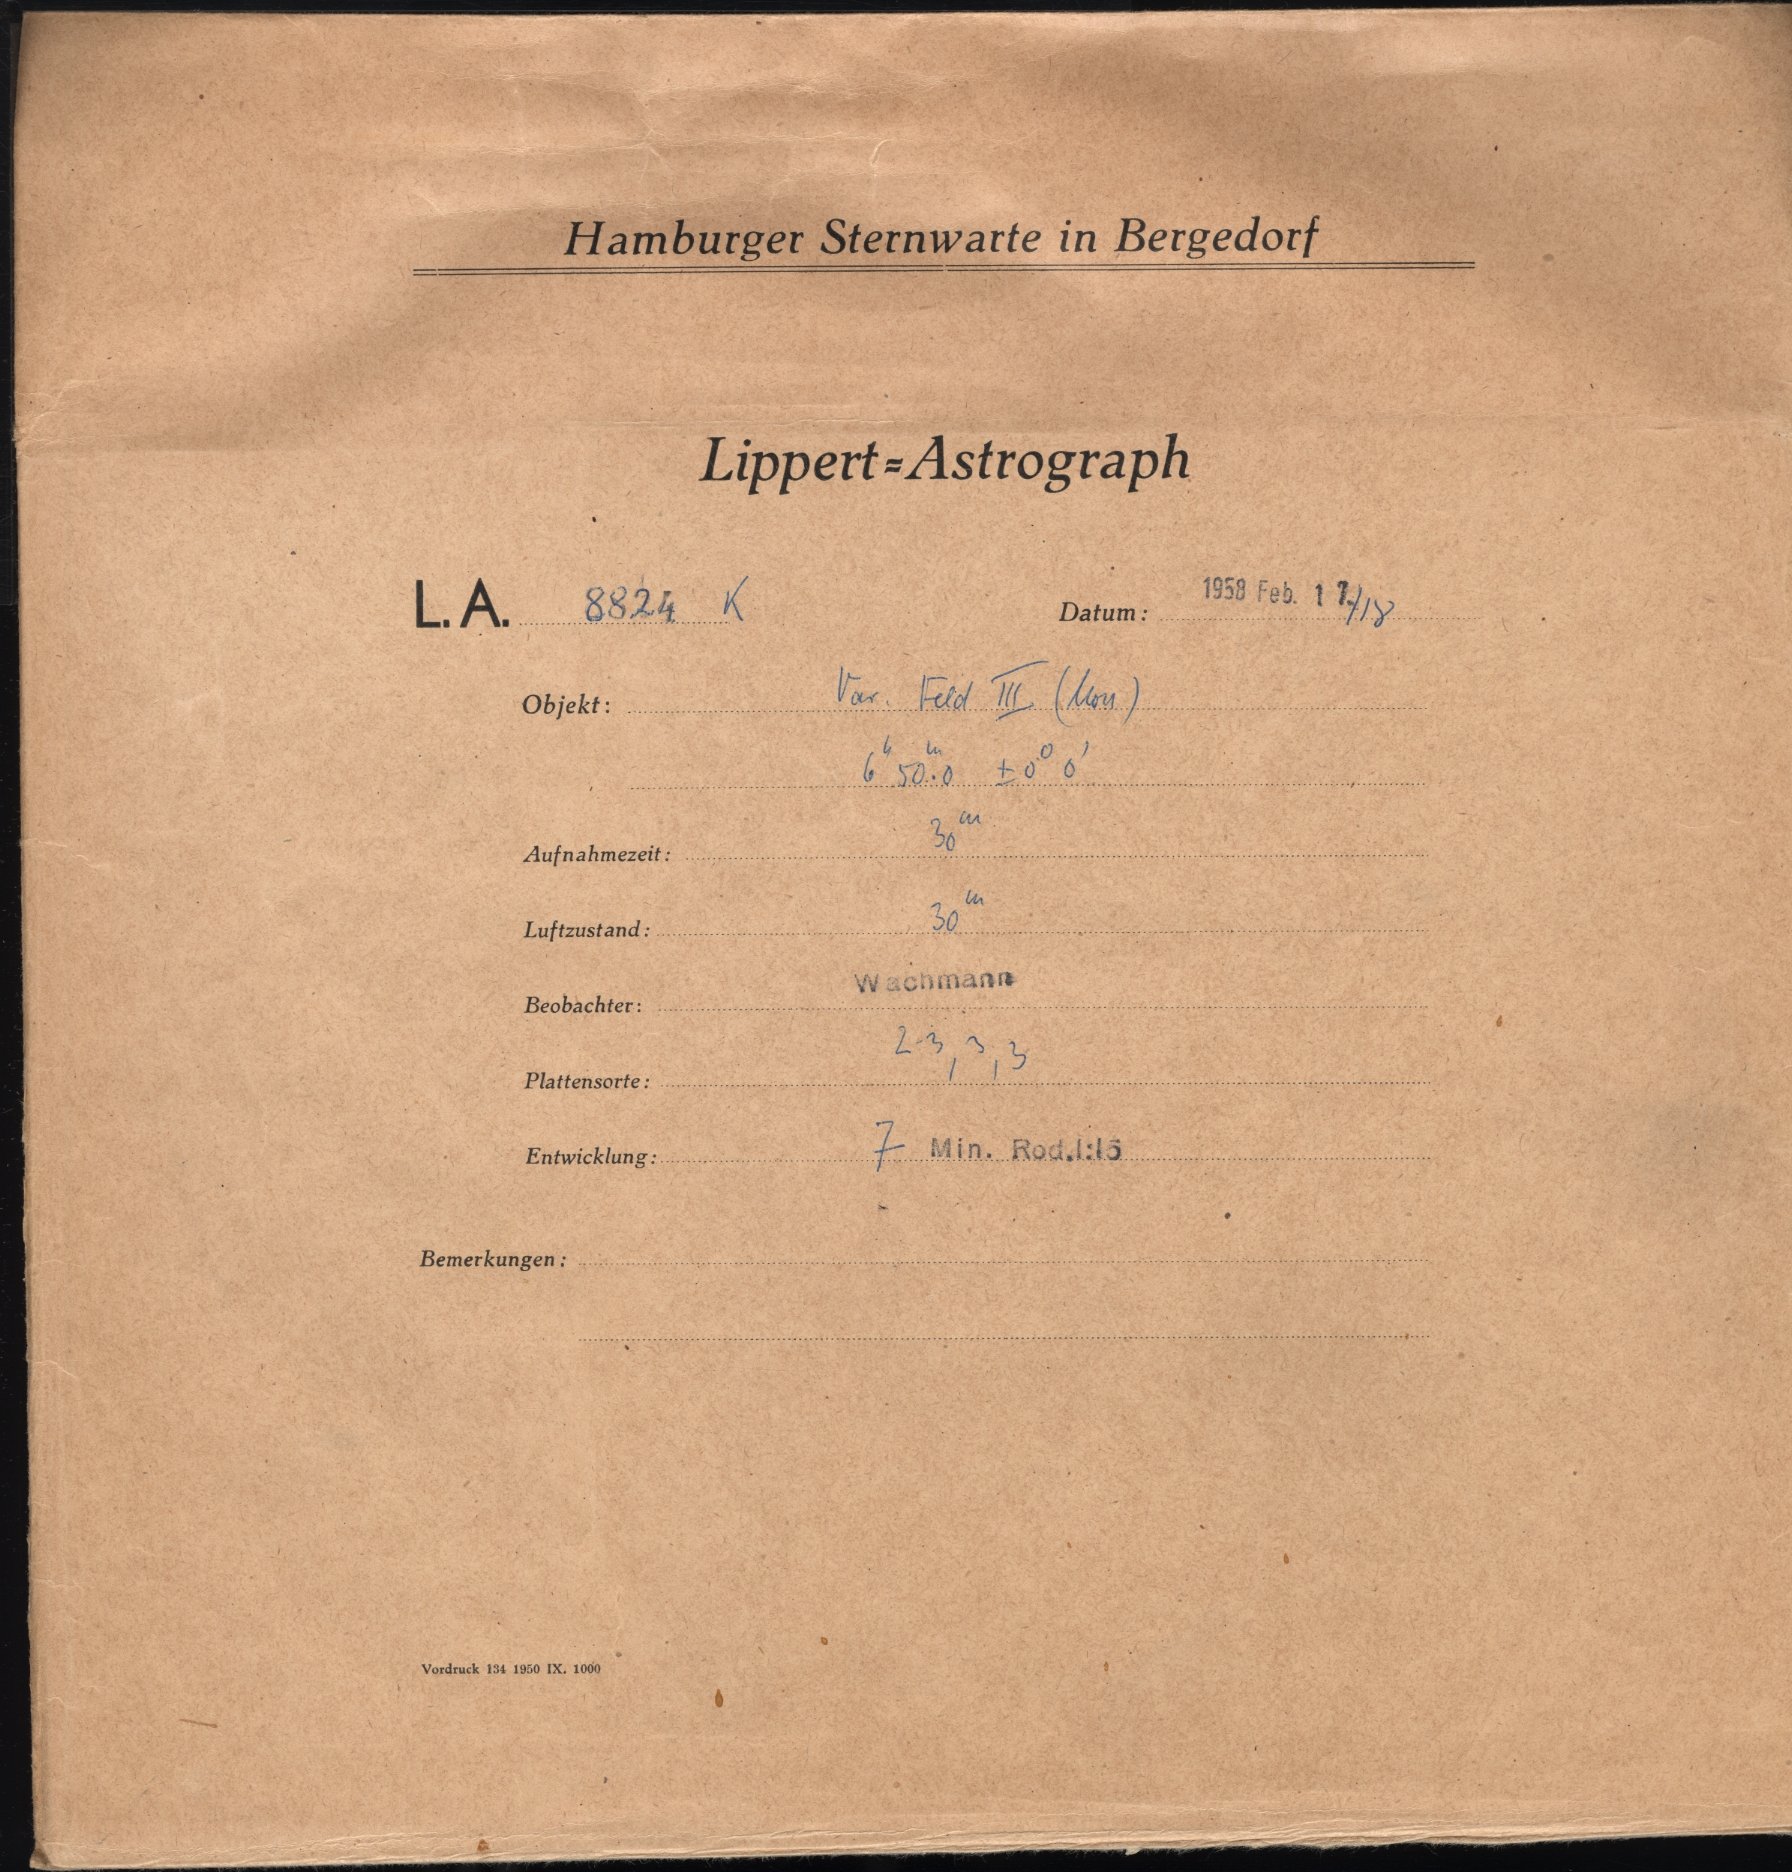 Hamburger Sternwarte in Bergedorf
Lippert=Astrograph
L. A. 8824 K Datum: 1958 Feb. 17./18
Objekt: Var. Feld III (Mon)
6ʰ 50ᵐ.0 ±0° 0'
Aufnahmezeit: 30ᵐ
Luftzustand: 30ᵐ
Beobachter: Wachmann
Plattensorte: 2-3, 3, 3
Entwicklung: 7 Min. Rod. 1:15
Bemerkungen:
Vordruck 134 1950 IX. 1000